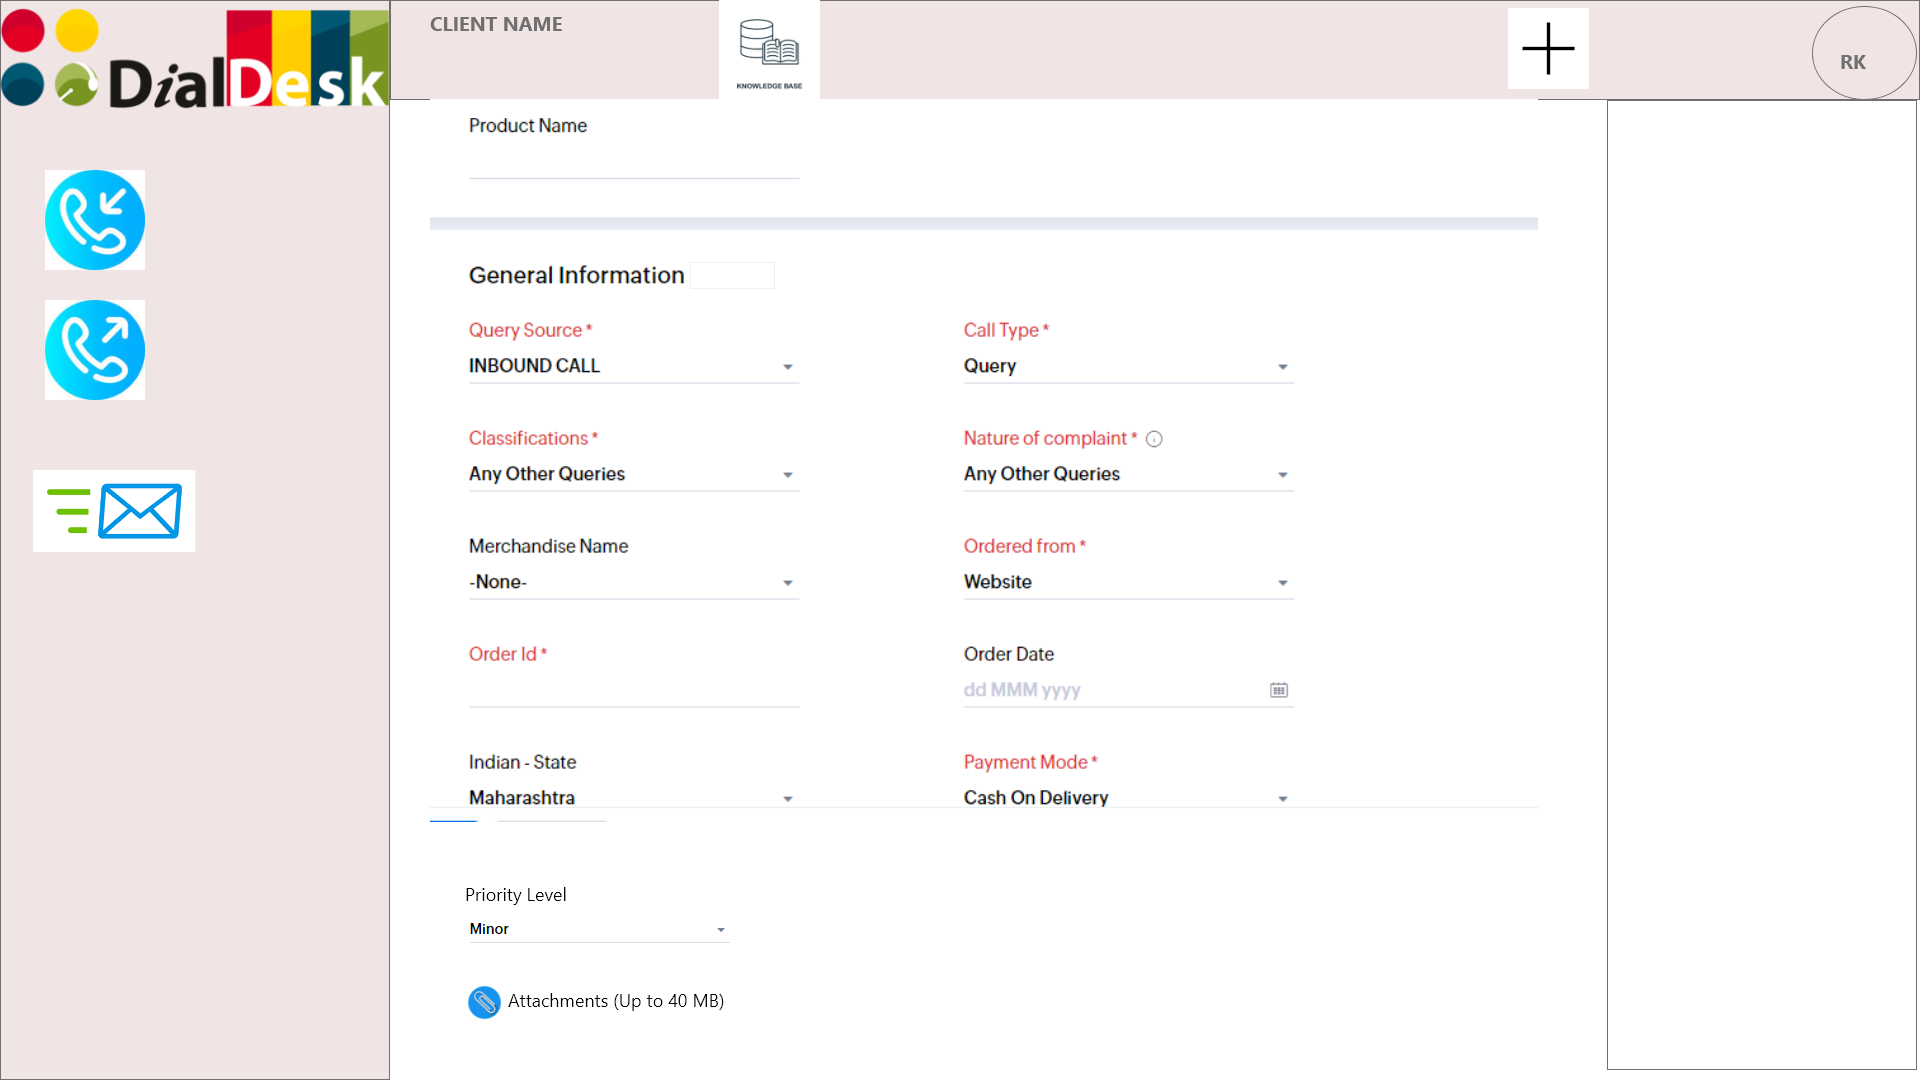 DialDesk
CLIENT NAME
KNOWLEDGE BASE
RK
Product Name
General Information
Query Source *
Call Type *
INBOUND CALL
Query
Classifications *
Nature of complaint *
Any Other Queries
Any Other Queries
Merchandise Name
Ordered from *
-None-
Website
Order Id *
Order Date
dd MMM yyyy
Indian - State
Payment Mode *
Maharashtra
Cash On Delivery
Priority Level
Minor
Attachments (Up to 40 MB)